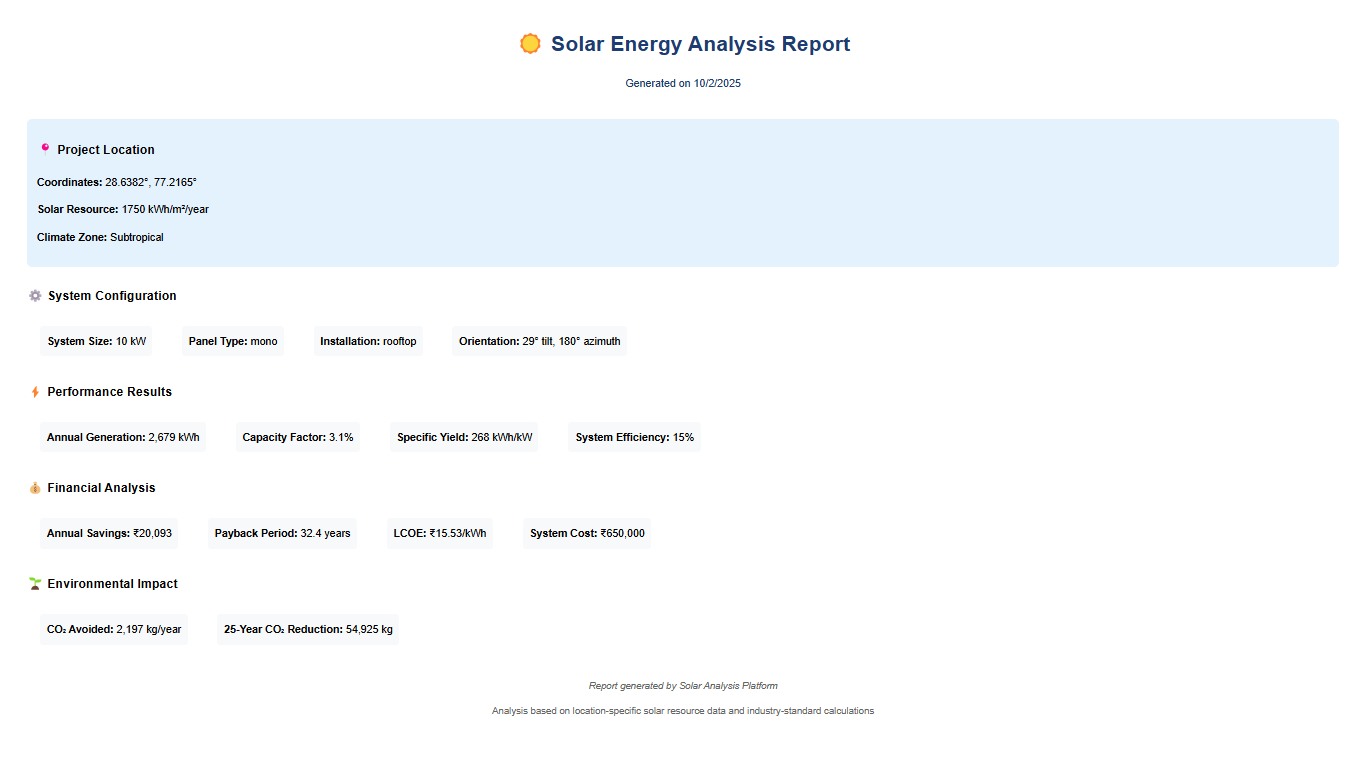 Solar Energy Analysis Report
Generated on 10/2/2025
Project Location
Coordinates: 28.6382°, 77.2165°
Solar Resource: 1750 kWh/m²/year
Climate Zone: Subtropical
System Configuration
System Size: 10 kW Panel Type: mono Installation: rooftop Orientation: 29° tilt, 180° azimuth
Performance Results
Annual Generation: 2,679 kWh Capacity Factor: 3.1% Specific Yield: 268 kWh/kW System Efficiency: 15%
Financial Analysis
Annual Savings: ₹20,093 Payback Period: 32.4 years LCOE: ₹15.53/kWh System Cost: ₹650,000
Environmental Impact
CO₂ Avoided: 2,197 kg/year 25-Year CO₂ Reduction: 54,925 kg
Report generated by Solar Analysis Platform
Analysis based on location-specific solar resource data and industry-standard calculations